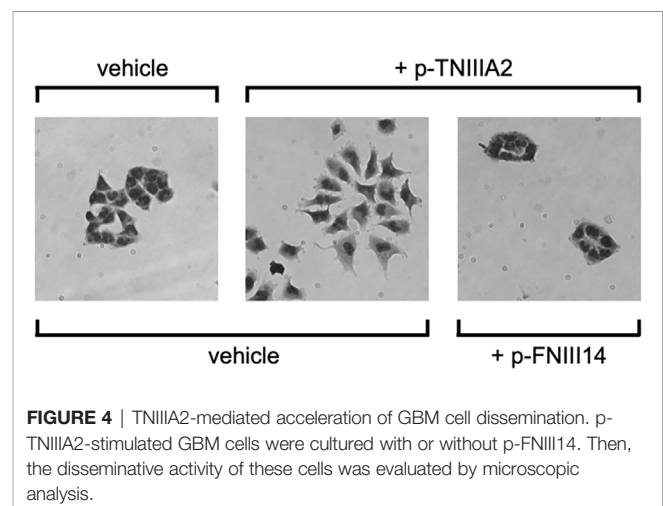 vehicle
+ p-TNIIIA2
vehicle
+ p-FNIII14
FIGURE 4 | TNIIIA2-mediated acceleration of GBM cell dissemination. p-
TNIIIA2-stimulated GBM cells were cultured with or without p-FNIII14. Then,
the disseminative activity of these cells was evaluated by microscopic
analysis.